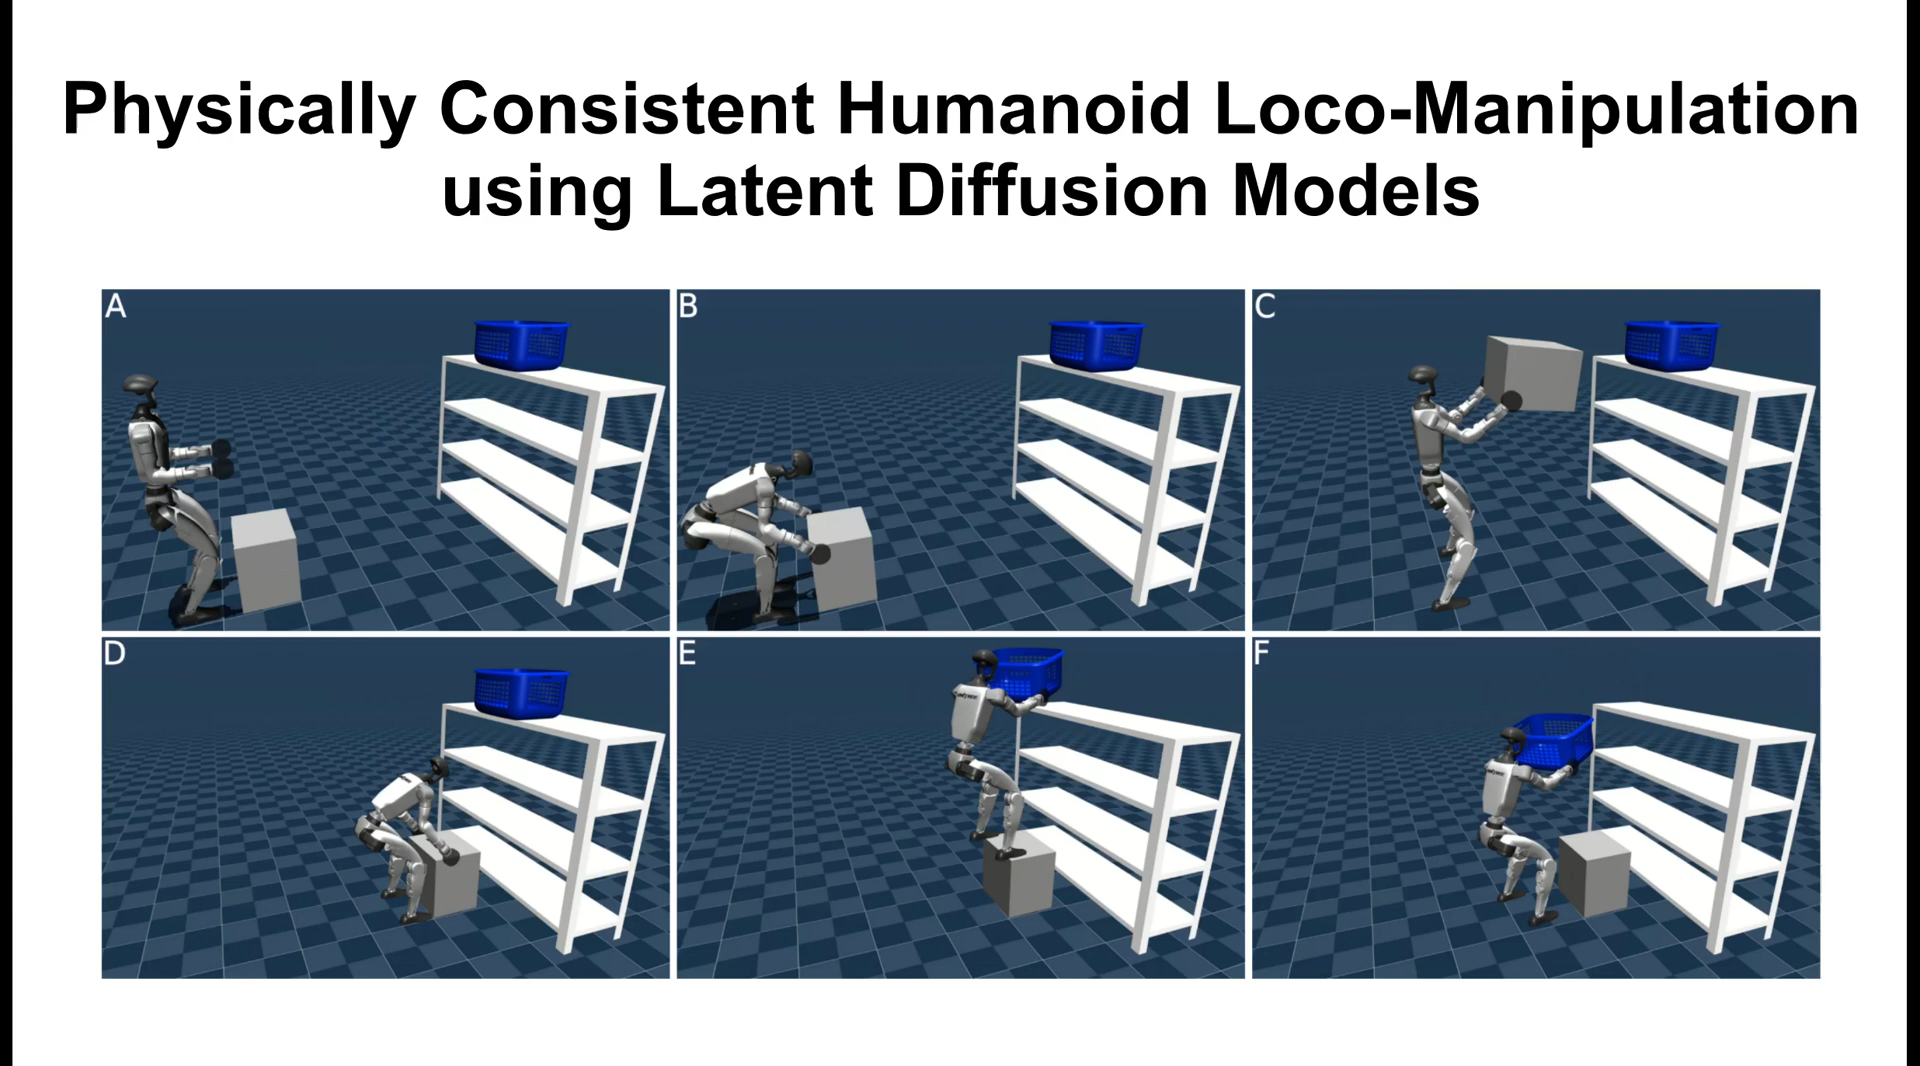 Physically Consistent Humanoid Loco-Manipulation
using Latent Diffusion Models
A
B
C
D
E
F